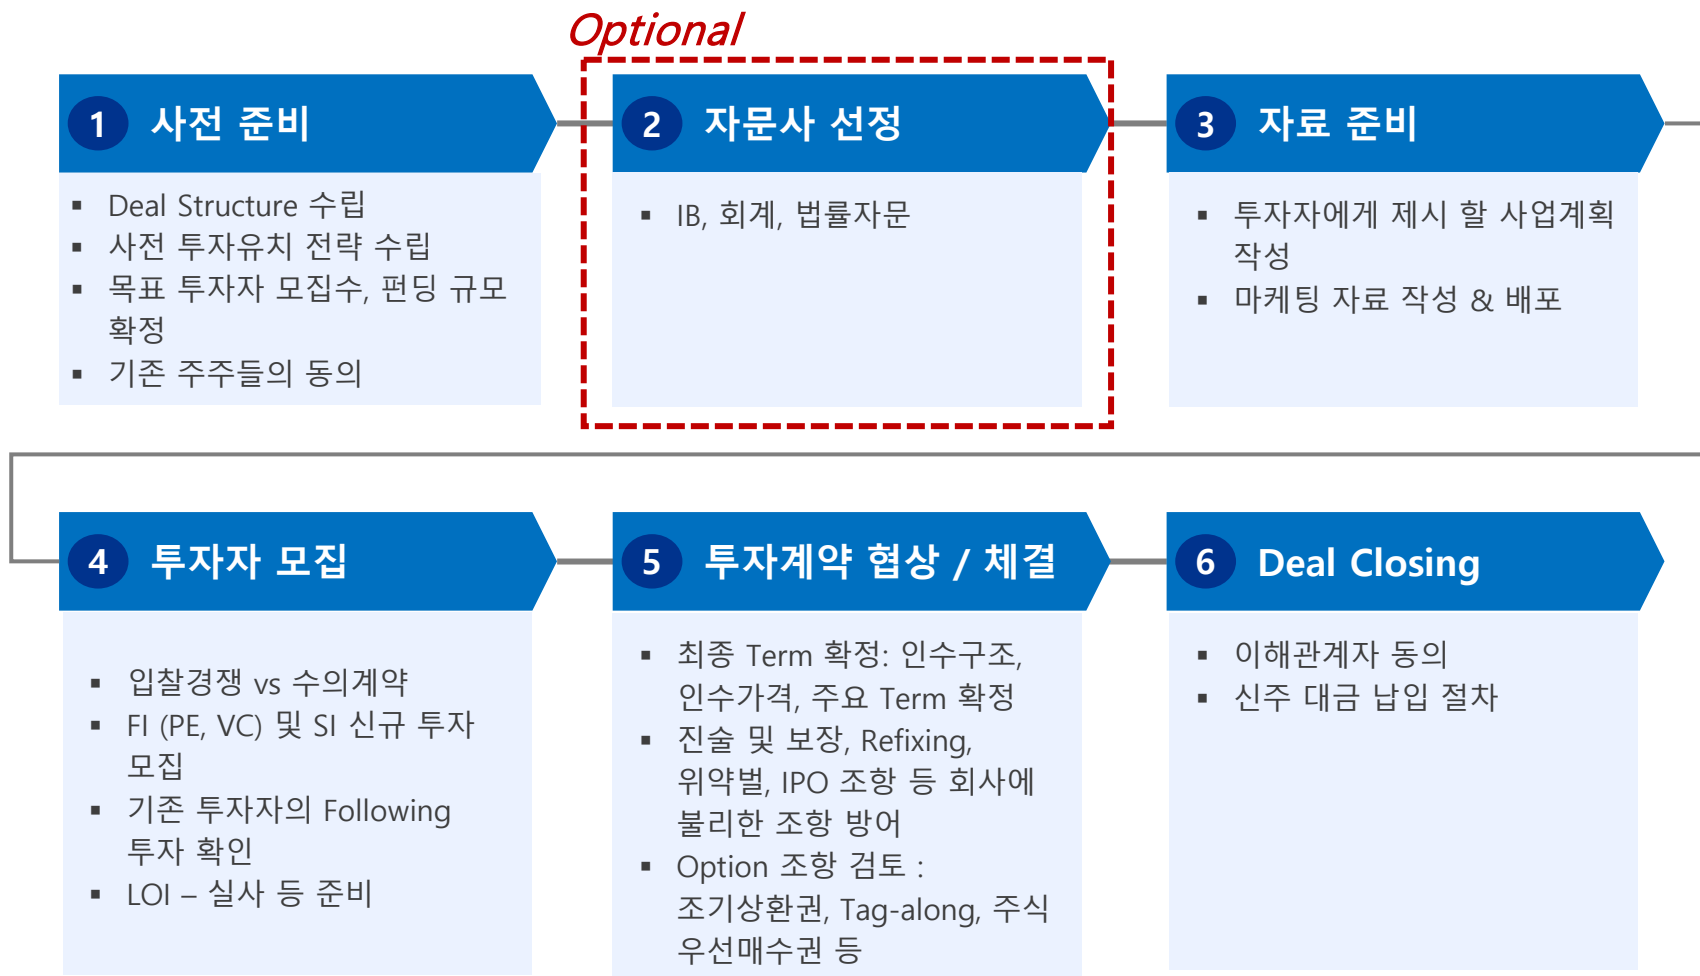 Optional
1 사전 준비
▪ Deal Structure 수립
▪ 사전 투자유치 전략 수립
▪ 목표 투자자 모집수, 펀딩 규모
확정
▪ 기존 주주들의 동의
2 자문사 선정
▪ IB, 회계, 법률자문
3 자료 준비
▪ 투자자에게 제시 할 사업계획
작성
▪ 마케팅 자료 작성 & 배포
4 투자자 모집
▪ 입찰경쟁 vs 수의계약
▪ FI (PE, VC) 및 SI 신규 투자
모집
▪ 기존 투자자의 Following
투자 확인
▪ LOI – 실사 등 준비
5 투자계약 협상 / 체결
▪ 최종 Term 확정: 인수구조,
인수가격, 주요 Term 확정
▪ 진술 및 보장, Refixing,
위약벌, IPO 조항 등 회사에
불리한 조항 방어
▪ Option 조항 검토 :
조기상환권, Tag-along, 주식
우선매수권 등
6 Deal Closing
▪ 이해관계자 동의
▪ 신주 대금 납입 절차